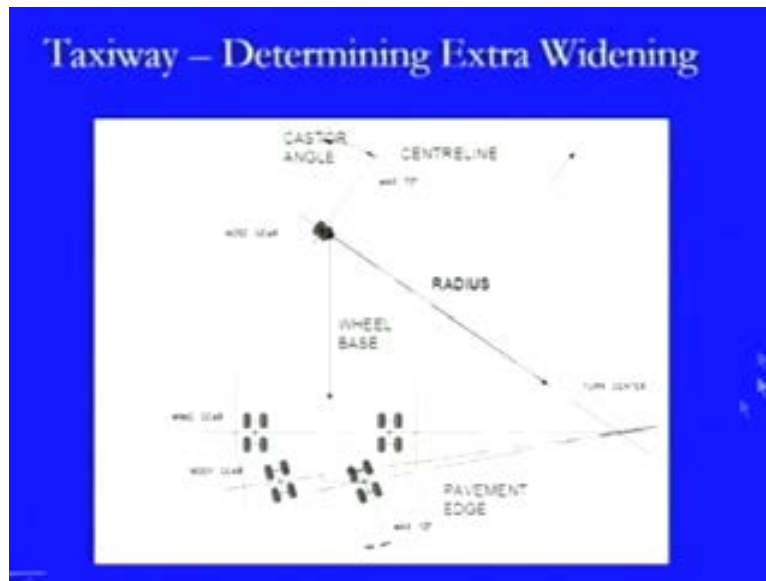 Taxiway – Determining Extra Widening
CASTOR
ANGLE
CENTRELINE
NOSE GEAR
RADIUS
WHEEL
BASE
TURN CENTER
WING GEAR
BODY GEAR
PAVEMENT
EDGE